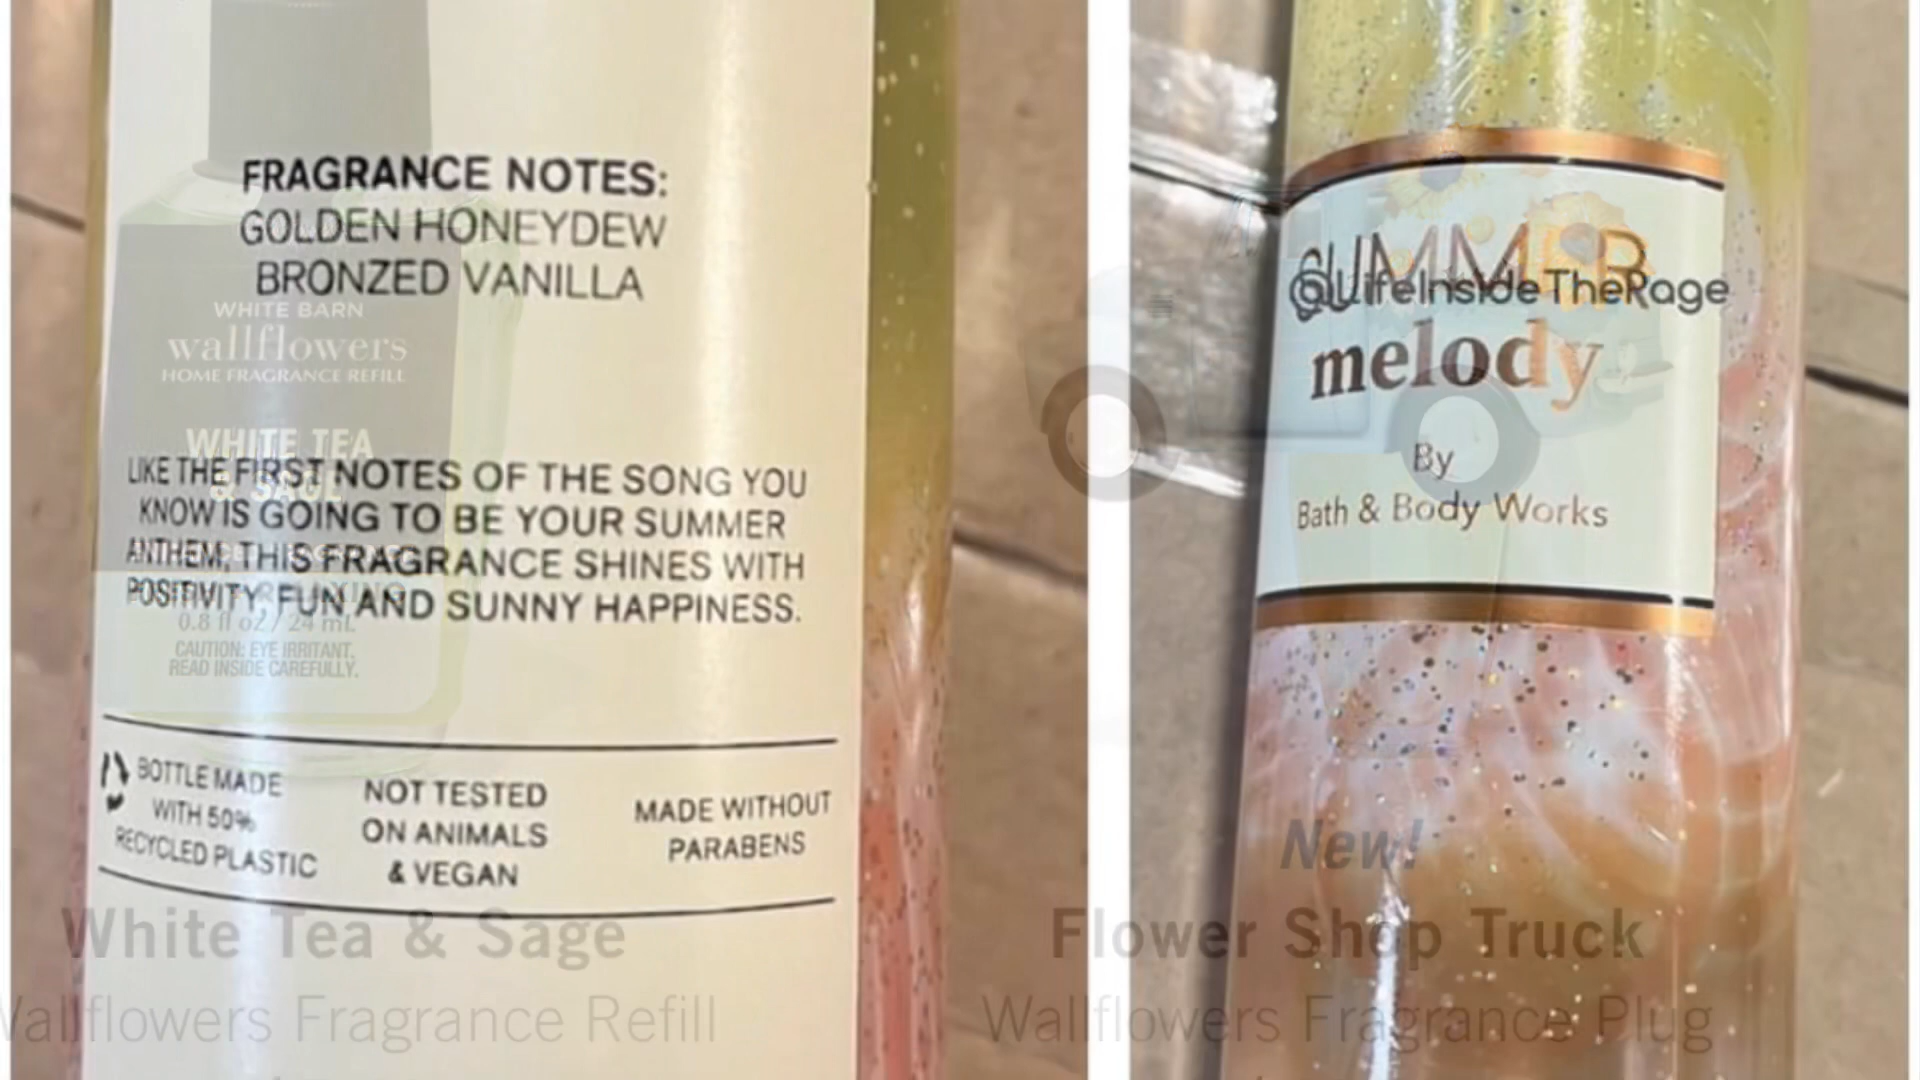 FRAGRANCE NOTES:
GOLDEN HONEYDEW
BRONZED VANILLA
WHITE BARN
wallflowers
HOME FRAGRANCE REFILL
WHITE TEA
& SAGE
LIKE THE FIRST NOTES OF THE SONG YOU
KNOW IS GOING TO BE YOUR SUMMER
ANTHEM, THIS FRAGRANCE SHINES WITH
POSITIVITY, FUN AND SUNNY HAPPINESS.
0.8 fl oz / 24 mL
CAUTION: EYE IRRITANT.
READ INSIDE CAREFULLY.
BOTTLE MADE
WITH 50%
RECYCLED PLASTIC
NOT TESTED
ON ANIMALS
& VEGAN
MADE WITHOUT
PARABENS
White Tea & Sage
Wallflowers Fragrance Refill
SUMMER
@LifeInsideThePage
melody
By
Bath & Body Works
New!
Flower Shop Truck
Wallflowers Fragrance Plug